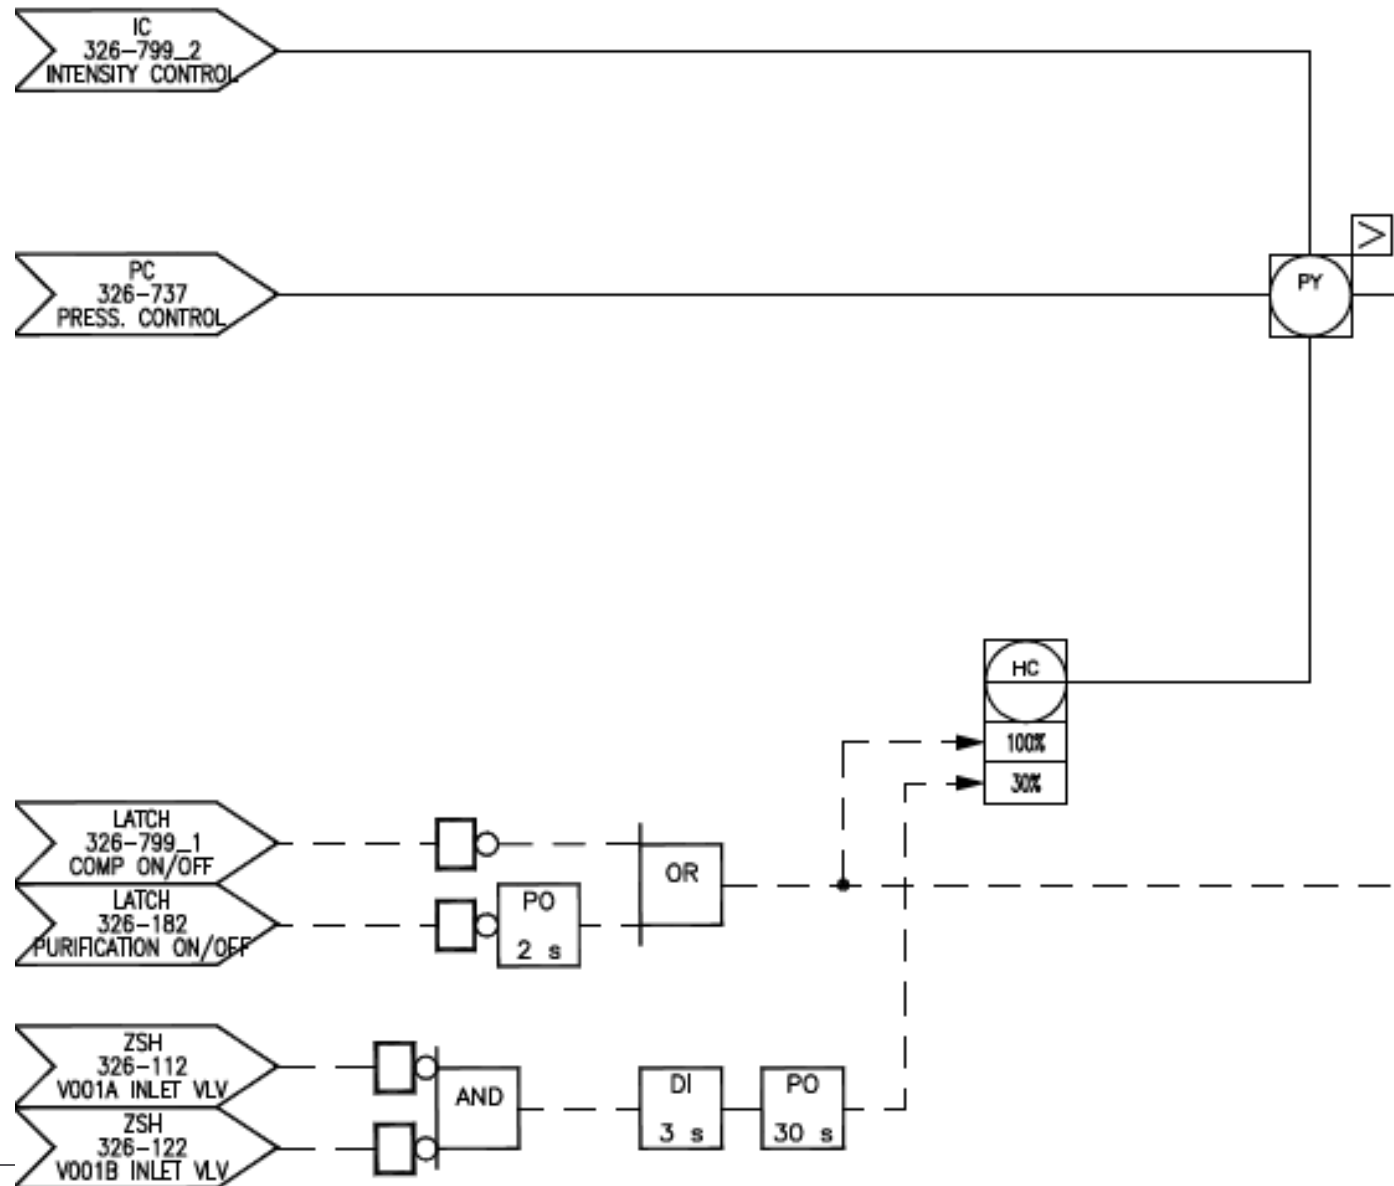 IC
326-799_2
INTENSITY CONTROL
>
PC
326-737
PRESS. CONTROL
PY
HC
100%
30%
LATCH
326-799_1
COMP ON/OFF
OR
LATCH
326-182
PURIFICATION ON/OFF
PO
2 s
ZSH
326-112
V001A INLET VLV
AND
DI
3 s
PO
30 s
ZSH
326-122
V001B INLET VLV